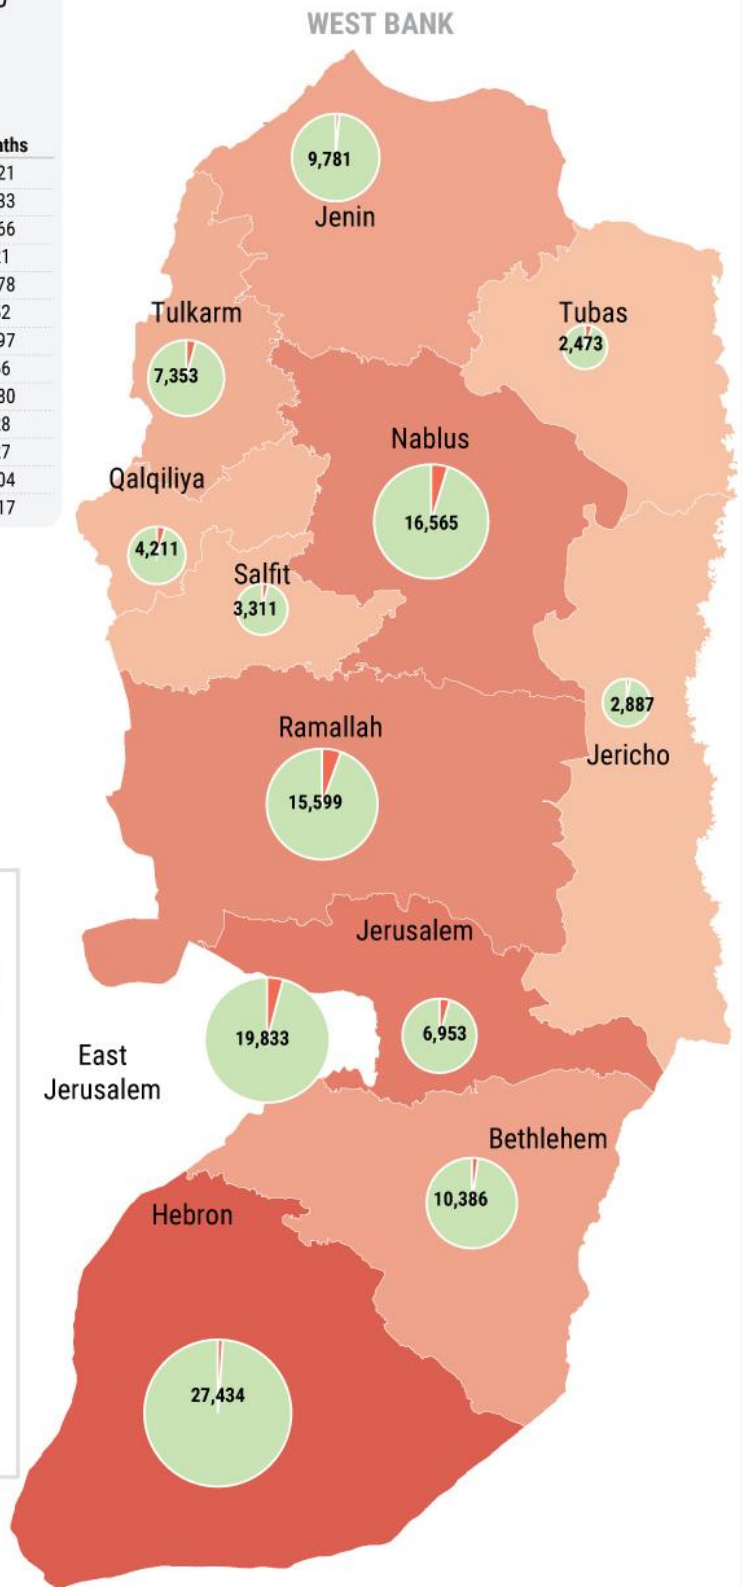 WEST BANK
9,781
Jenin
Tulkarm
7,353
Tubas
2,473
Nablus
16,565
Qalqiliya
4,211
Salfit
3,311
2,887
Jericho
Ramallah
15,599
Jerusalem
6,953
19,833
East
Jerusalem
Bethlehem
10,386
Hebron
27,434